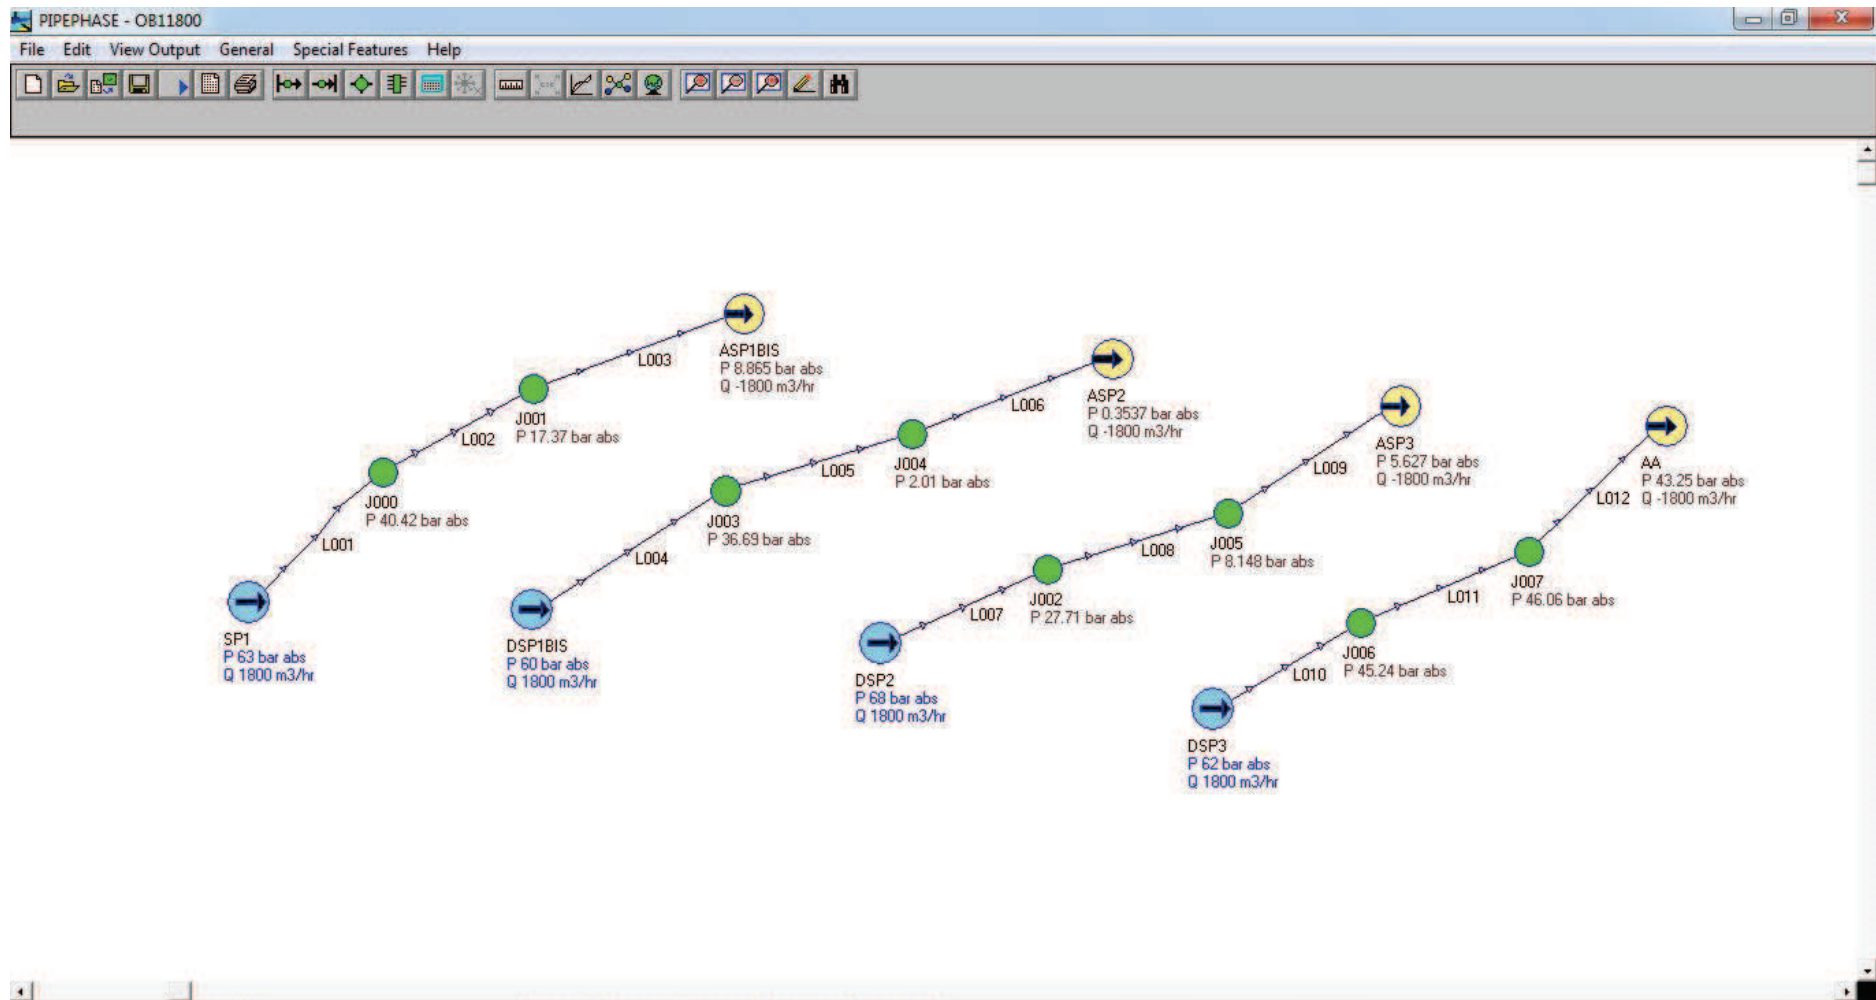 PIPEPHASE - OB11800
File Edit View Output General Special Features Help
L003
ASP1BIS
P 8.865 bar abs
Q -1800 m3/hr
J001
P 17.37 bar abs
L002
J000
P 40.42 bar abs
L001
SP1
P 63 bar abs
Q 1800 m3/hr
L006
ASP2
P 0.3537 bar abs
Q -1800 m3/hr
J004
P 2.01 bar abs
L005
J003
P 36.69 bar abs
L004
DSP1BIS
P 60 bar abs
Q 1800 m3/hr
L009
ASP3
P 5.627 bar abs
Q -1800 m3/hr
J005
P 8.148 bar abs
L008
J002
P 27.71 bar abs
L007
DSP2
P 68 bar abs
Q 1800 m3/hr
L012
AA
P 43.25 bar abs
Q -1800 m3/hr
J007
P 46.06 bar abs
L011
J006
P 45.24 bar abs
L010
DSP3
P 62 bar abs
Q 1800 m3/hr